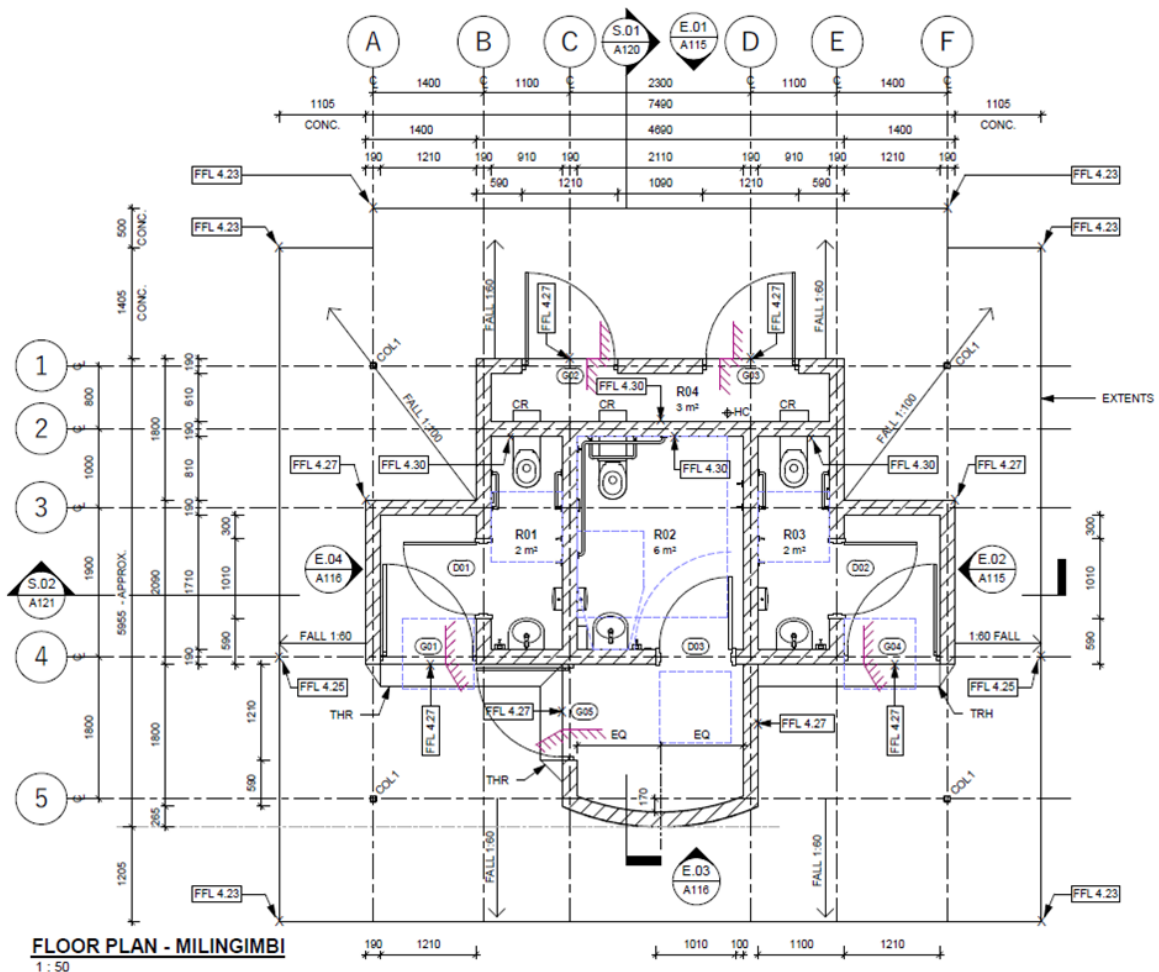 A B C S.01 A120 E.01 A115 D E F
1400 1100 2300 1100 1400
1105 CONC. 7490 1105 CONC.
1400 4690 1400
190 1210 190 910 190 2110 190 910 190 1210 190
590 1210 1090 1210 590
FFL 4.23 FFL 4.23
FFL 4.23 FFL 4.23
500 CONC.
1405 CONC.
FALL 1:60 FFL 4.27 FFL 4.27 FALL 1:60
COL1 COL1
1 190 G02 G03
800 610 FFL 4.30 R04 3 m² EXTENTS
CR CR HC CR
2 190 1800
FALL 1:100 FALL 1:100
1000 810
FFL 4.27 FFL 4.30 FFL 4.30 FFL 4.30 FFL 4.27
3 190
300 R01 2 m² R02 6 m² R03 2 m² 300
E.04 A116 D01 D02 E.02 A115
S.02 A121 5955 - APPROX. 1900 2090 1710 1010 1010
FALL 1:60 590 G01 D03 G04 1:60 FALL 590
4 190
FFL 4.25 FFL 4.25
THR FFL 4.27 FFL 4.27 G05 FFL 4.27 FFL 4.27 TRH
1800 1800 1210 EQ EQ
THR
590 COL1 170 COL1
5
265
1205 FALL 1:60 E.03 A116 FALL 1:60
FFL 4.23 FFL 4.23
FLOOR PLAN - MILINGIMBI
1 : 50
190 1210 1010 100 1100 1210